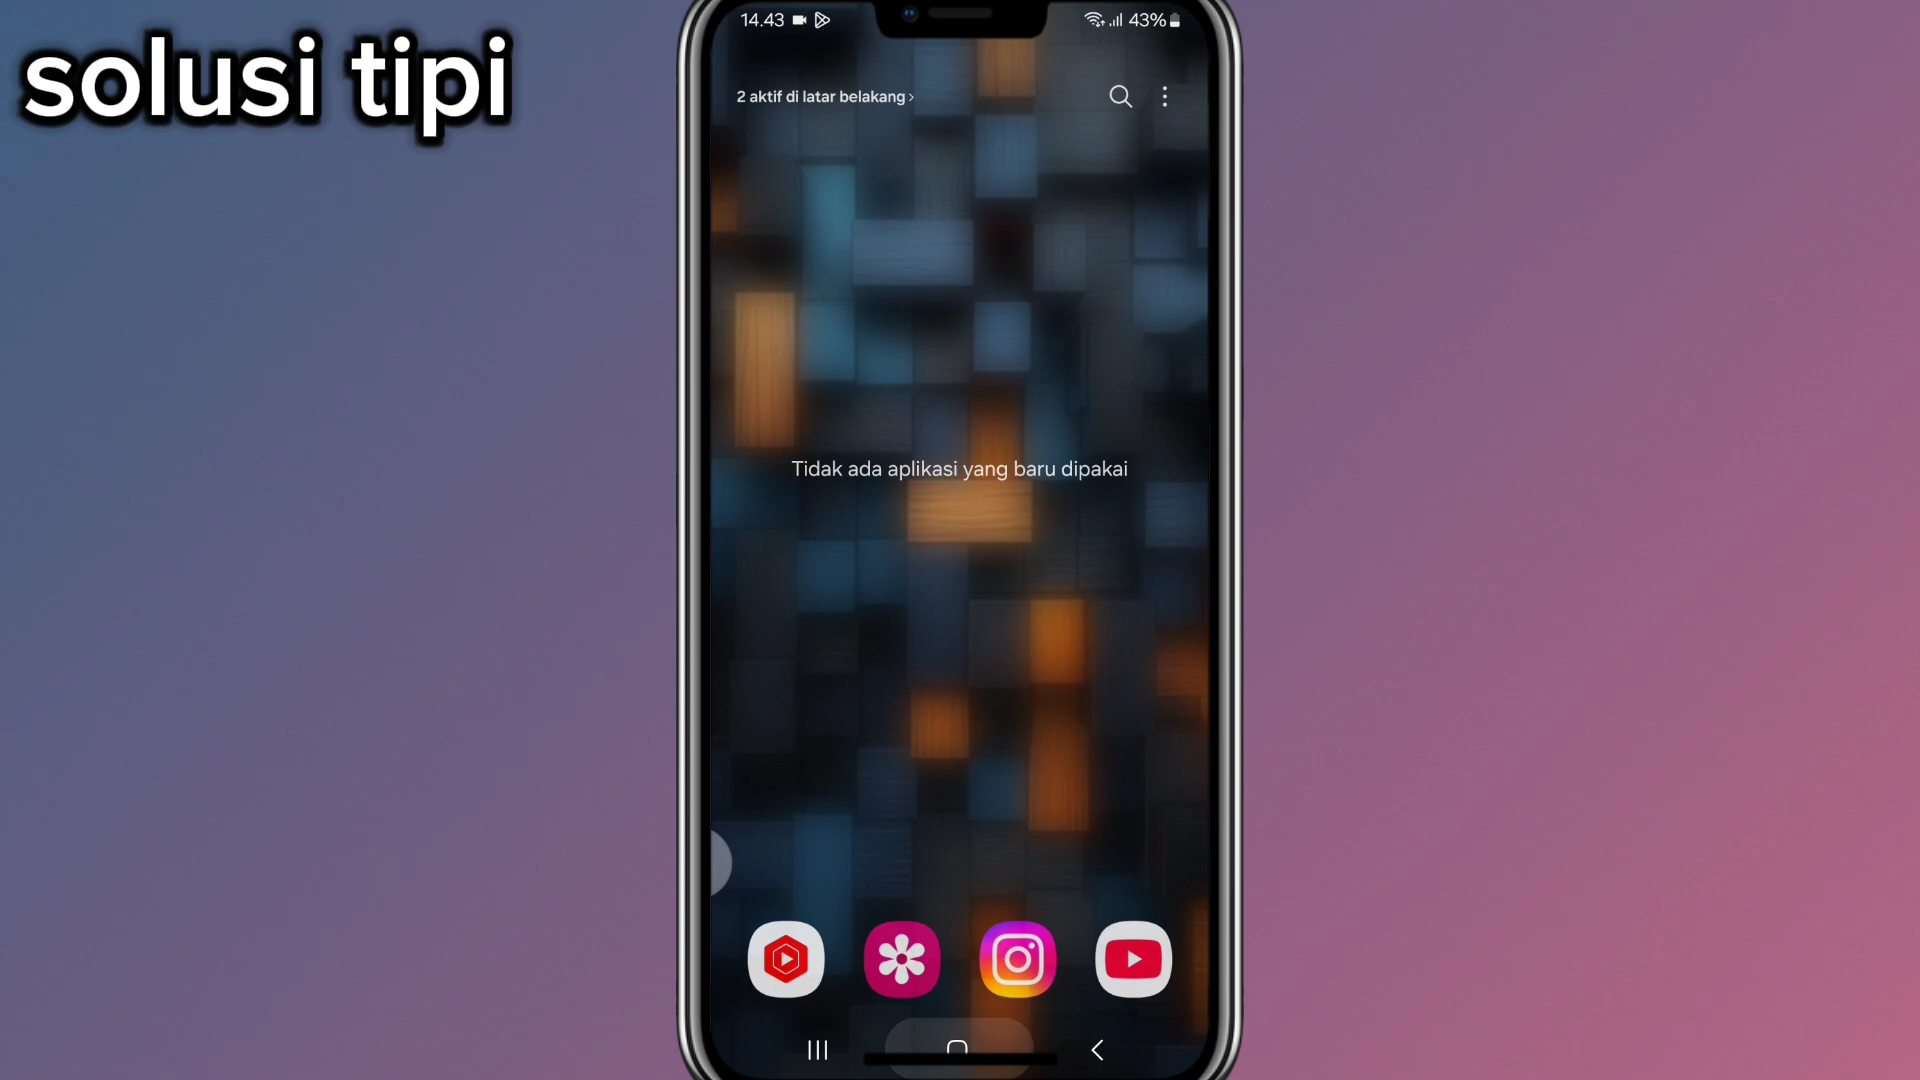 solusi tipi
14.43
43%
2 aktif di latar belakang
Tidak ada aplikasi yang baru dipakai